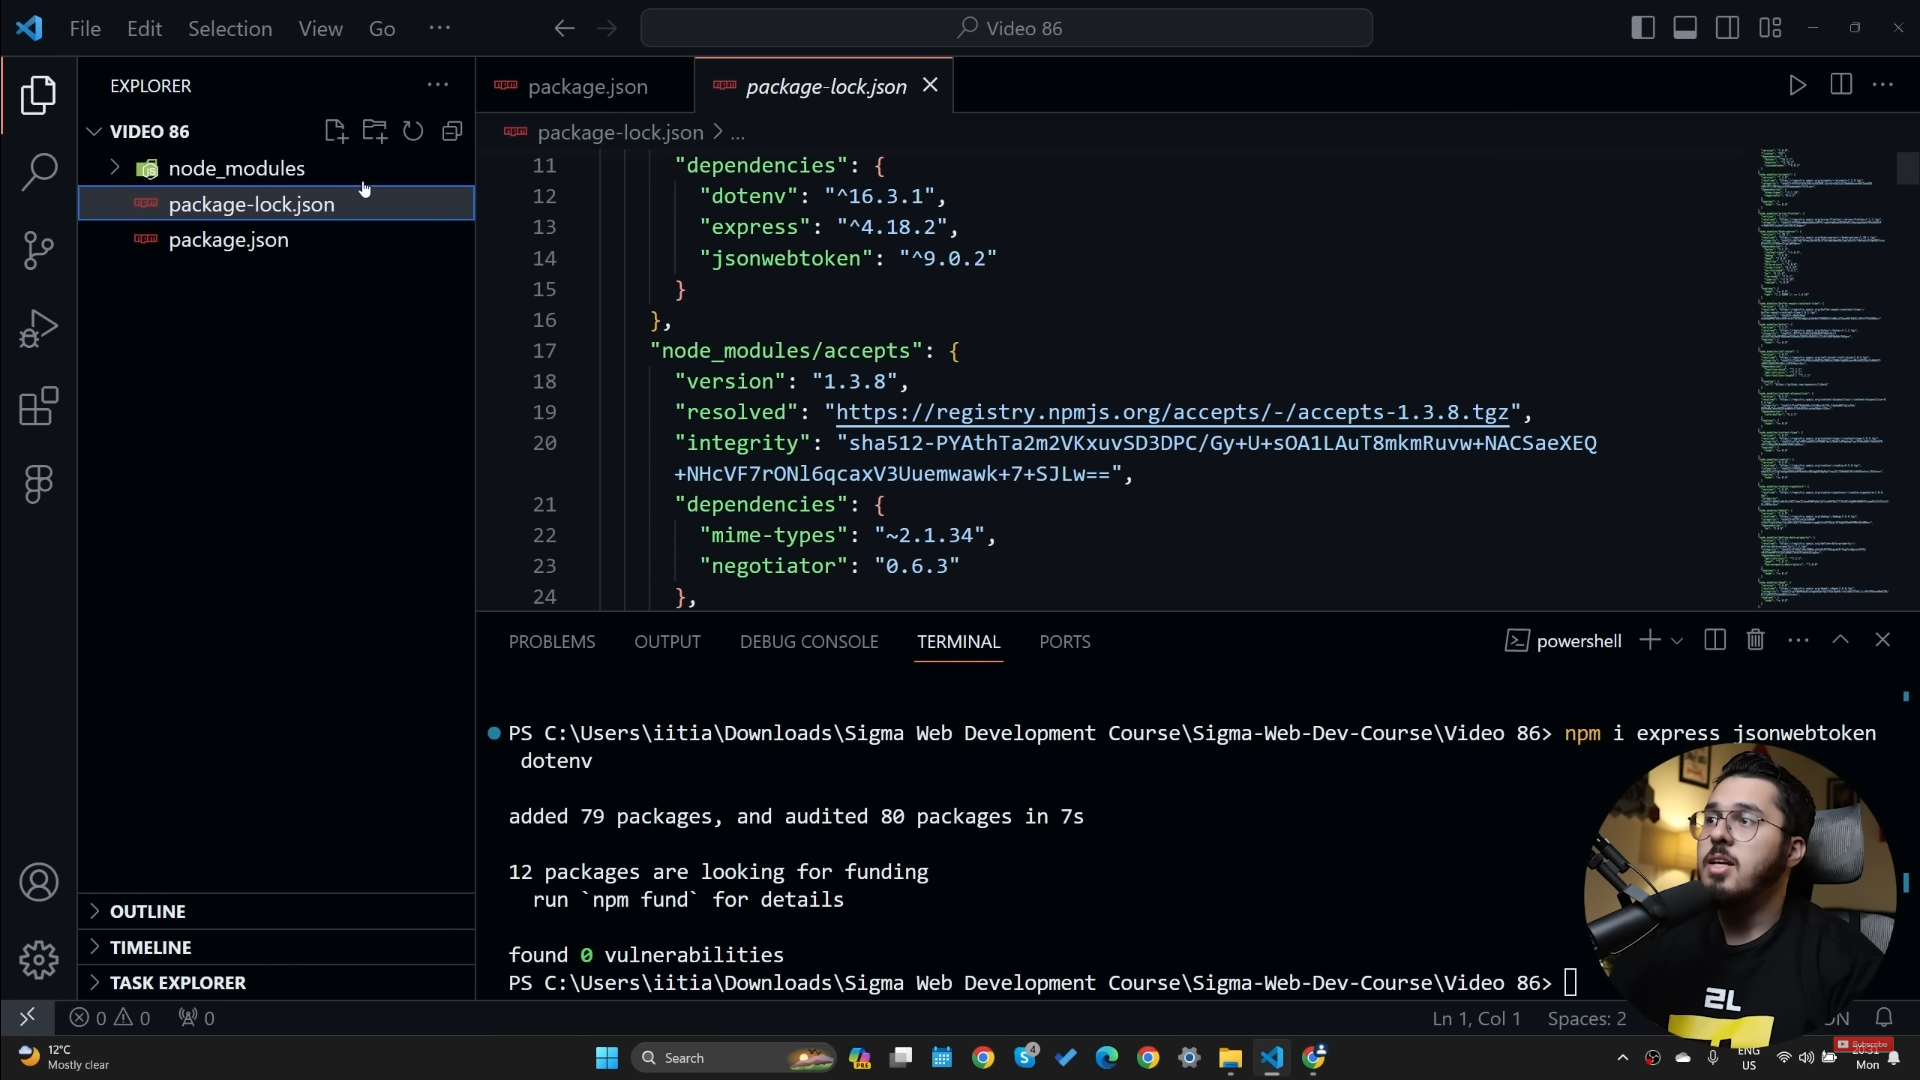 File Edit Selection View Go ···
Video 86
EXPLORER
package.json
package-lock.json
VIDEO 86
package-lock.json > ...
node_modules
package-lock.json
package.json
11 "dependencies": {
12 "dotenv": "^16.3.1",
13 "express": "^4.18.2",
14 "jsonwebtoken": "^9.0.2"
15 }
16 },
17 "node_modules/accepts": {
18 "version": "1.3.8",
19 "resolved": "https://registry.npmjs.org/accepts/-/accepts-1.3.8.tgz",
20 "integrity": "sha512-PYAthTa2m2VKxuvSD3DPC/Gy+U+sOA1LAuT8mkmRuvw+NACSaeXEQ
+NHcVF7rONl6qcaxV3Uuemwawk+7+SJLw==",
21 "dependencies": {
22 "mime-types": "~2.1.34",
23 "negotiator": "0.6.3"
24 },
PROBLEMS OUTPUT DEBUG CONSOLE TERMINAL PORTS
powershell
PS C:\Users\iitia\Downloads\Sigma Web Development Course\Sigma-Web-Dev-Course\Video 86> npm i express jsonwebtoken
dotenv
added 79 packages, and audited 80 packages in 7s
12 packages are looking for funding
run `npm fund` for details
found 0 vulnerabilities
PS C:\Users\iitia\Downloads\Sigma Web Development Course\Sigma-Web-Dev-Course\Video 86>
OUTLINE
TIMELINE
TASK EXPLORER
0 0 0
Ln 1, Col 1 Spaces: 2
12°C
Mostly clear
Search
PRE
4
ENG
US
Subscribe
Mon